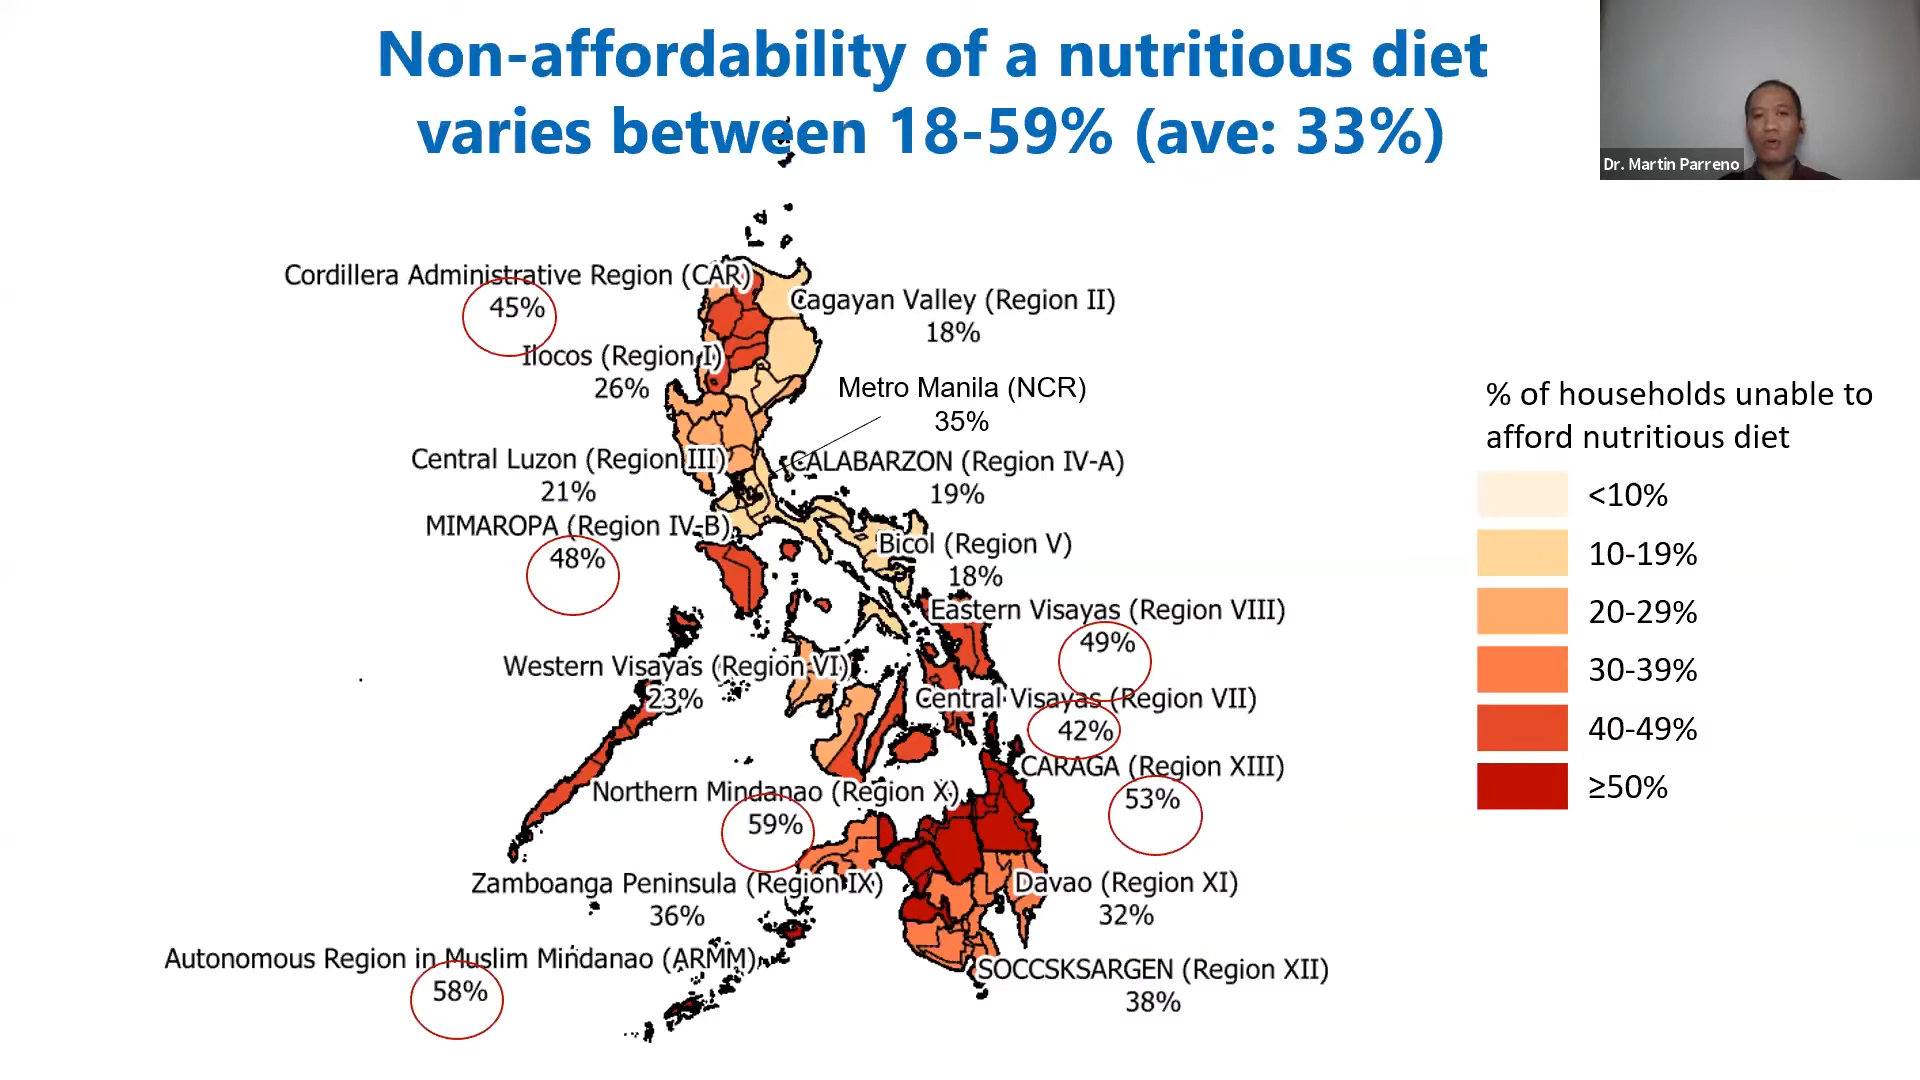 Non-affordability of a nutritious diet
varies between 18-59% (ave: 33%)
Dr. Martin Parreno
Cordillera Administrative Region (CAR)
45%
Cagayan Valley (Region II)
18%
Ilocos (Region I)
26%
Metro Manila (NCR)
35%
Central Luzon (Region III)
21%
CALABARZON (Region IV-A)
19%
MIMAROPA (Region IV-B)
48%
Bicol (Region V)
18%
Eastern Visayas (Region VIII)
49%
Western Visayas (Region VI)
23%
Central Visayas (Region VII)
42%
CARAGA (Region XIII)
53%
Northern Mindanao (Region X)
59%
Zamboanga Peninsula (Region IX)
36%
Davao (Region XI)
32%
Autonomous Region in Muslim Mindanao (ARMM)
58%
SOCCSKSARGEN (Region XII)
38%
% of households unable to
afford nutritious diet
<10%
10-19%
20-29%
30-39%
40-49%
≥50%